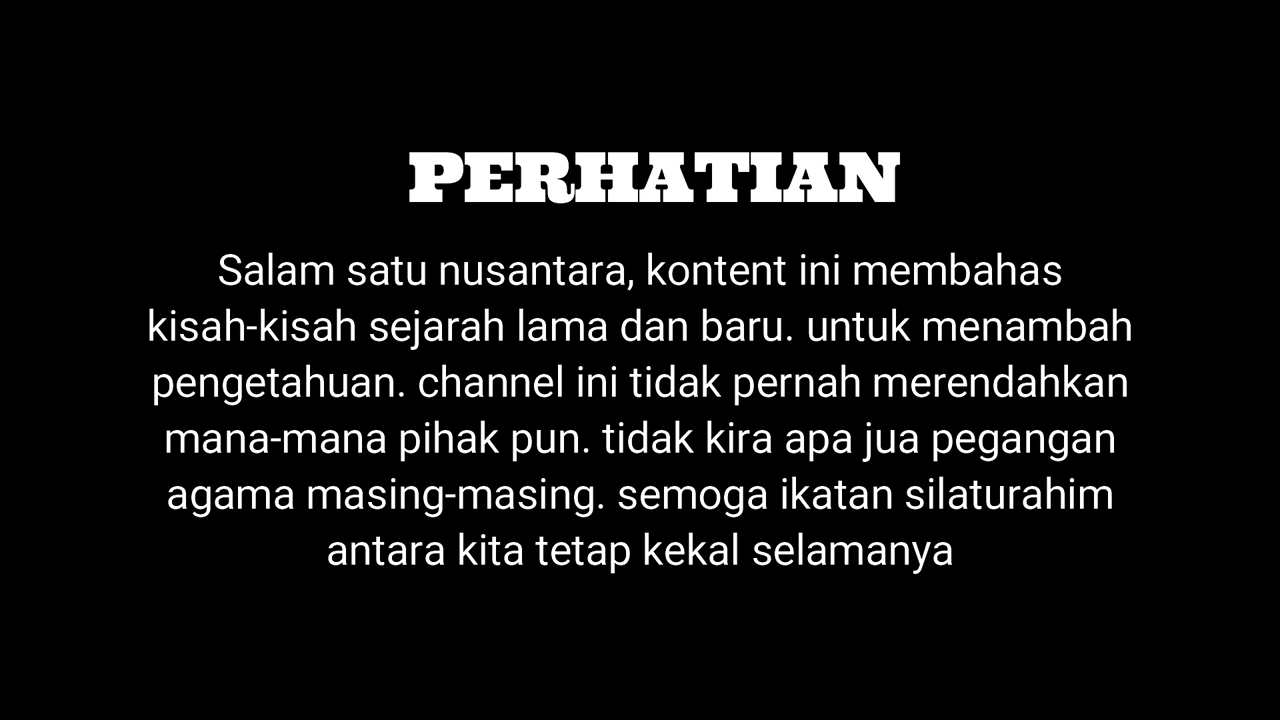 PERHATIAN
Salam satu nusantara, kontent ini membahas
kisah-kisah sejarah lama dan baru. untuk menambah
pengetahuan. channel ini tidak pernah merendahkan
mana-mana pihak pun. tidak kira apa jua pegangan
agama masing-masing. semoga ikatan silaturahim
antara kita tetap kekal selamanya